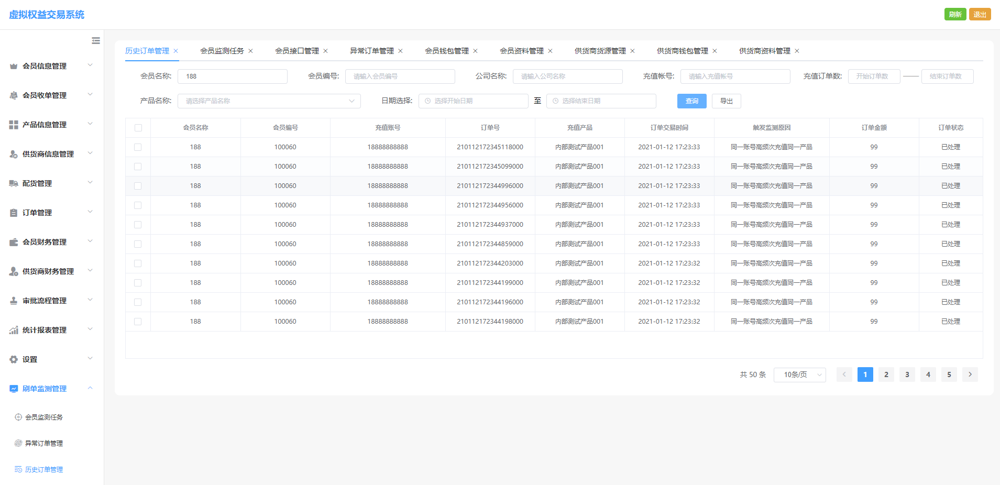 虚拟权益交易系统
刷新 退出
历史订单管理 会员监测任务 会员接口管理 异常订单管理 会员钱包管理 会员资料管理 供货商货源管理 供货商钱包管理 供货商资料管理
会员信息管理
会员收单管理
产品信息管理
供货商信息管理
配货管理
订单管理
会员财务管理
供货商财务管理
审批流程管理
统计报表管理
设置
刷单监测管理
会员监测任务
异常订单管理
历史订单管理
会员名称: 188 会员编号: 请输入会员编号 公司名称: 请输入公司名称 充值帐号: 请输入充值帐号 充值订单数: 开始订单数 结束订单数
产品名称: 请选择产品名称 日期选择: 选择开始日期 至 选择结束日期 查询 导出
会员名称 会员编号 充值账号 订单号 充值产品 订单交易时间 触发监测原因 订单金额 订单状态
188 100060 18888888888 210112172345118000 内部测试产品001 2021-01-12 17:23:33 同一账号高频次充值同一产品 99 已处理
188 100060 18888888888 210112172345099000 内部测试产品001 2021-01-12 17:23:33 同一账号高频次充值同一产品 99 已处理
188 100060 18888888888 210112172344996000 内部测试产品001 2021-01-12 17:23:33 同一账号高频次充值同一产品 99 已处理
188 100060 18888888888 210112172344956000 内部测试产品001 2021-01-12 17:23:33 同一账号高频次充值同一产品 99 已处理
188 100060 18888888888 210112172344937000 内部测试产品001 2021-01-12 17:23:33 同一账号高频次充值同一产品 99 已处理
188 100060 18888888888 210112172344859000 内部测试产品001 2021-01-12 17:23:33 同一账号高频次充值同一产品 99 已处理
188 100060 18888888888 210112172344203000 内部测试产品001 2021-01-12 17:23:32 同一账号高频次充值同一产品 99 已处理
188 100060 18888888888 210112172344199000 内部测试产品001 2021-01-12 17:23:32 同一账号高频次充值同一产品 99 已处理
188 100060 18888888888 210112172344196000 内部测试产品001 2021-01-12 17:23:32 同一账号高频次充值同一产品 99 已处理
188 100060 18888888888 210112172344198000 内部测试产品001 2021-01-12 17:23:32 同一账号高频次充值同一产品 99 已处理
共 50 条 10条/页 1 2 3 4 5